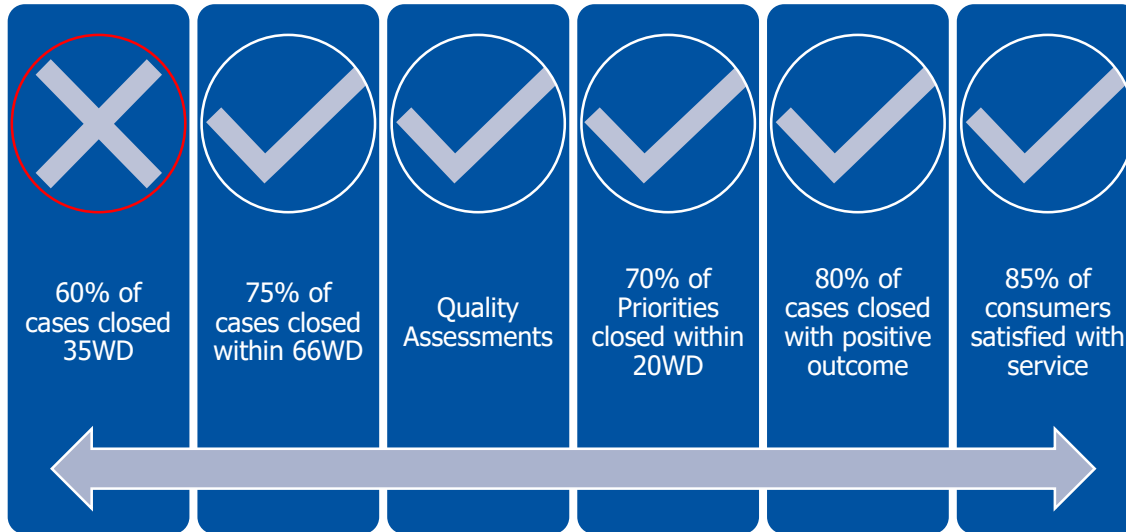 60% of
cases closed
35WD
75% of
cases closed
within 66WD
Quality
Assessments
70% of
Priorities
closed within
20WD
80% of
cases closed
with positive
outcome
85% of
consumers
satisfied with
service